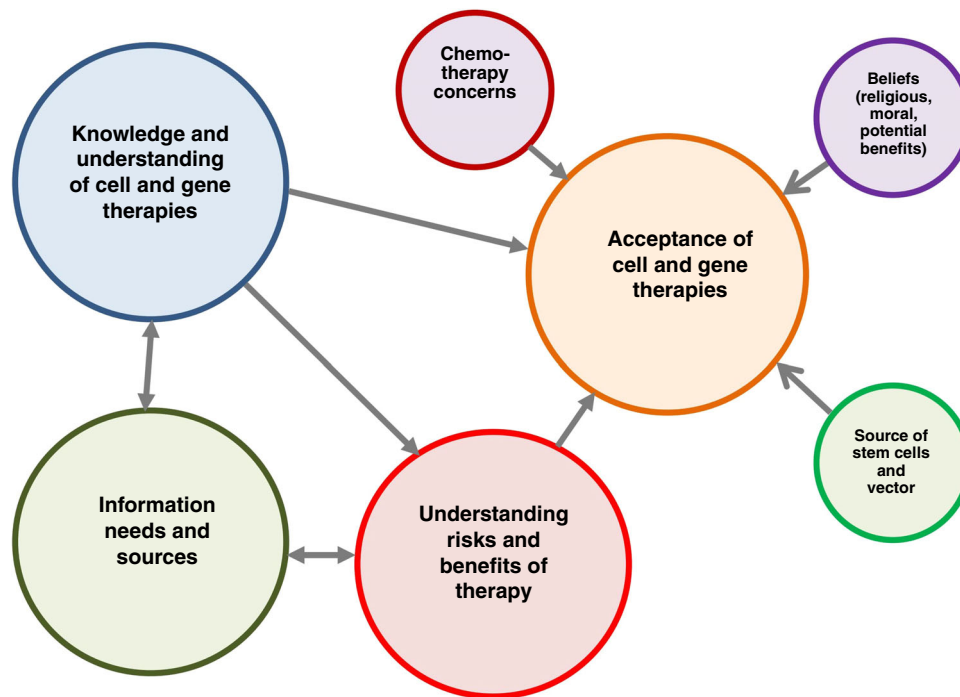 Knowledge and
understanding
of cell and gene
therapies
Chemo-
therapy
concerns
Beliefs
(religious,
moral,
potential
benefits)
Acceptance of
cell and gene
therapies
Information
needs and
sources
Understanding
risks and
benefits of
therapy
Source of
stem cells
and
vector